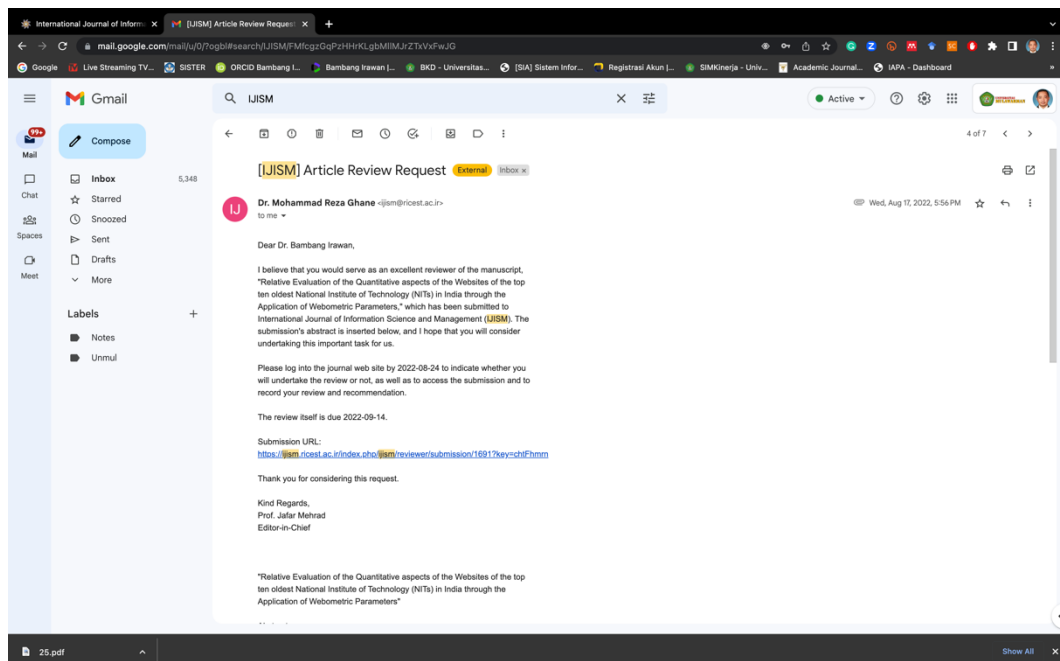 International Journal of Inform
[IJISM] Article Review Request
mail.google.com/mail/u/0/?ogbl#search/IJISM/FMfcgzGqPzHHrKLgbMllMJrZTxVxFwJG
Google
Live Streaming TV...
SISTER
ORCID Bambang I...
Bambang Irawan |...
BKD - Universitas...
[SIA] Sistem Infor...
Registrasi Akun |...
SIMKinerja - Univ...
Academic Journal...
IAPA - Dashboard
»
Gmail
IJISM
Active
99+
Mail
Chat
Spaces
Meet
Compose
Inbox 5,348
Starred
Snoozed
Sent
Drafts
More
Labels
Notes
Unmul
4 of 7
[IJISM] Article Review Request External Inbox x
IJ
Dr. Mohammad Reza Ghane <ijism@ricest.ac.ir>
to me
Wed, Aug 17, 2022, 5:56 PM
Dear Dr. Bambang Irawan,
I believe that you would serve as an excellent reviewer of the manuscript,
"Relative Evaluation of the Quantitative aspects of the Websites of the top
ten oldest National Institute of Technology (NITs) in India through the
Application of Webometric Parameters," which has been submitted to
International Journal of Information Science and Management (IJISM). The
submission's abstract is inserted below, and I hope that you will consider
undertaking this important task for us.
Please log into the journal web site by 2022-08-24 to indicate whether you
will undertake the review or not, as well as to access the submission and to
record your review and recommendation.
The review itself is due 2022-09-14.
Submission URL:
https://ijism.ricest.ac.ir/index.php/ijism/reviewer/submission/1691?key=chtFhmrn
Thank you for considering this request.
Kind Regards,
Prof. Jafar Mehrad
Editor-in-Chief
"Relative Evaluation of the Quantitative aspects of the Websites of the top
ten oldest National Institute of Technology (NITs) in India through the
Application of Webometric Parameters"
25.pdf
Show All